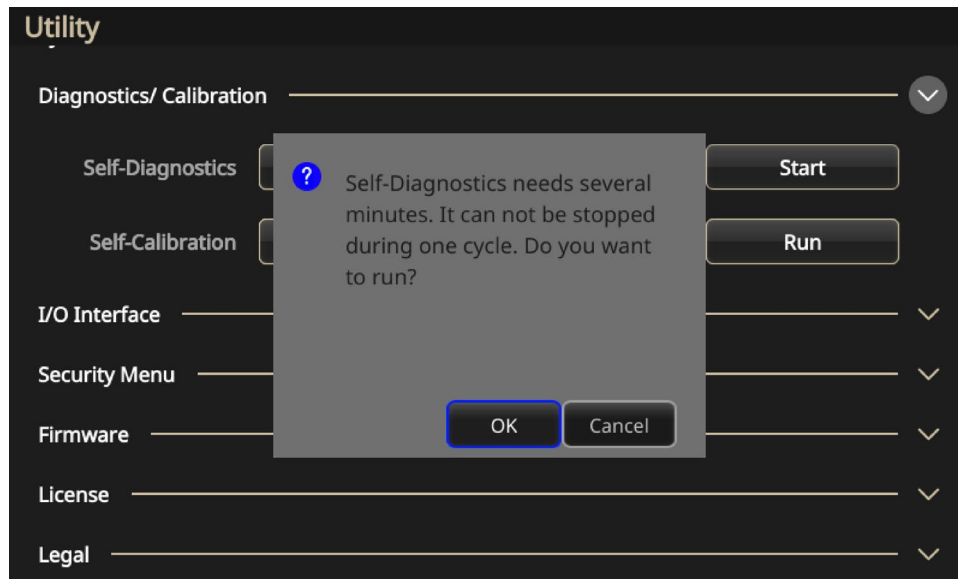 Utility
Diagnostics/ Calibration
Self-Diagnostics
Start
Self-Calibration
Run
?
Self-Diagnostics needs several
minutes. It can not be stopped
during one cycle. Do you want
to run?
OK
Cancel
I/O Interface
Security Menu
Firmware
License
Legal